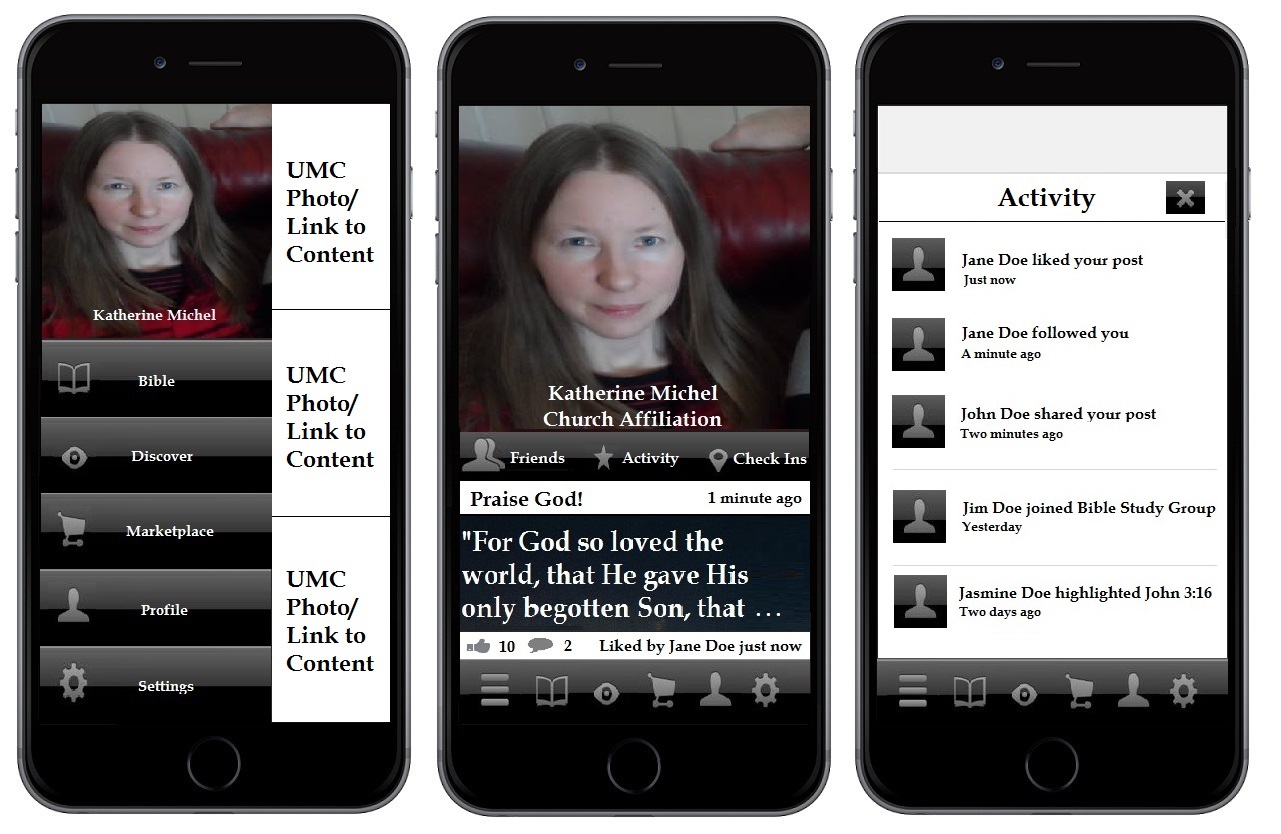 Katherine Michel
Bible
Discover
Marketplace
Profile
Settings
UMC
Photo/
Link to
Content
UMC
Photo/
Link to
Content
UMC
Photo/
Link to
Content
Katherine Michel
Church Affiliation
Friends Activity Check Ins
Praise God! 1 minute ago
"For God so loved the
world, that He gave His
only begotten Son, that ...
10 2 Liked by Jane Doe just now
Activity
Jane Doe liked your post
Just now
Jane Doe followed you
A minute ago
John Doe shared your post
Two minutes ago
Jim Doe joined Bible Study Group
Yesterday
Jasmine Doe highlighted John 3:16
Two days ago